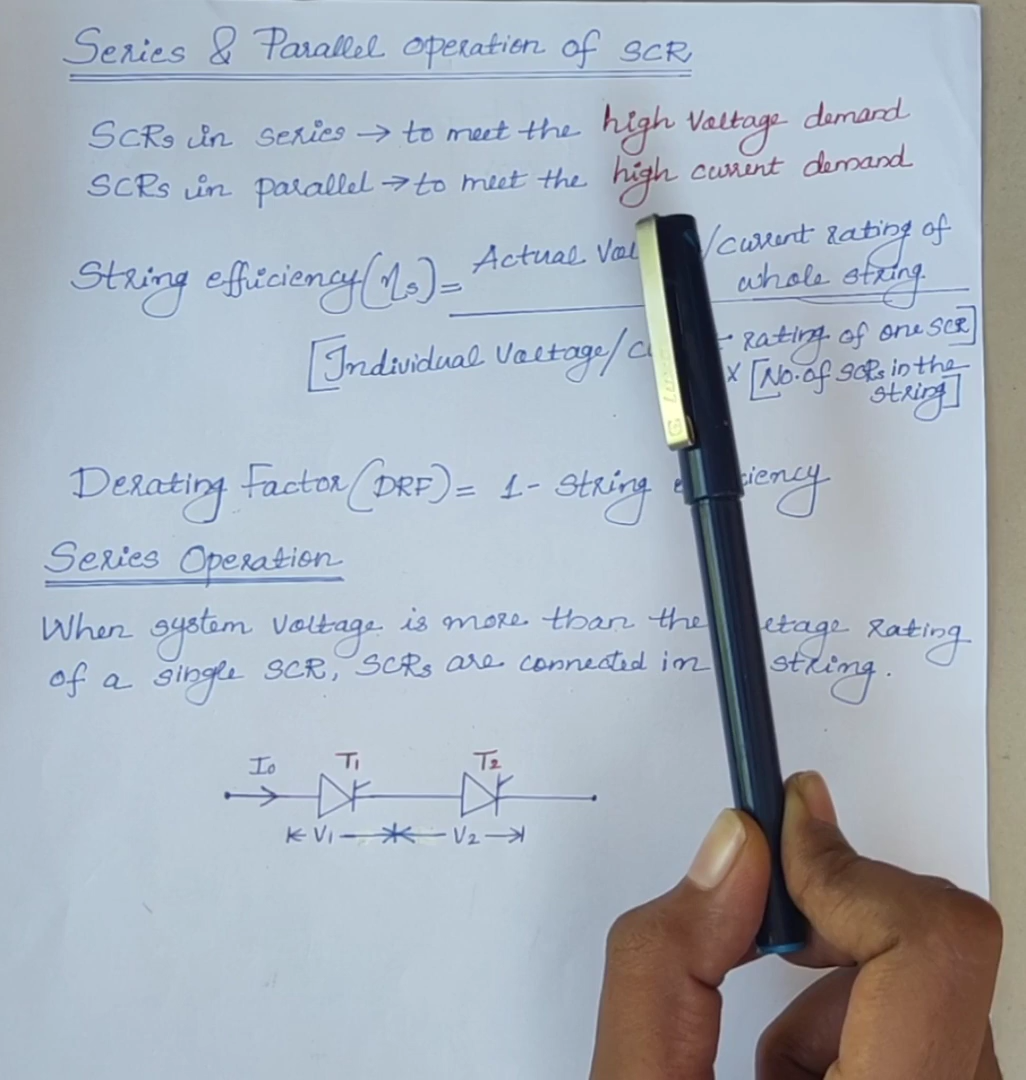 Series & Parallel operation of SCR
SCRs in series → to meet the high Voltage demand
SCRs in parallel → to meet the high current demand
String efficiency (ηs) = Actual /current rating of
whole string
[Individual Voltage/ rating of one SCR]
× [No. of SCRs in the
string]
Derating Factor (DRF) = 1 - String
Series Operation
When system Voltage is more than the rating
of a single SCR, SCRs are connected in string.
I0 T1 T2
V1 V2